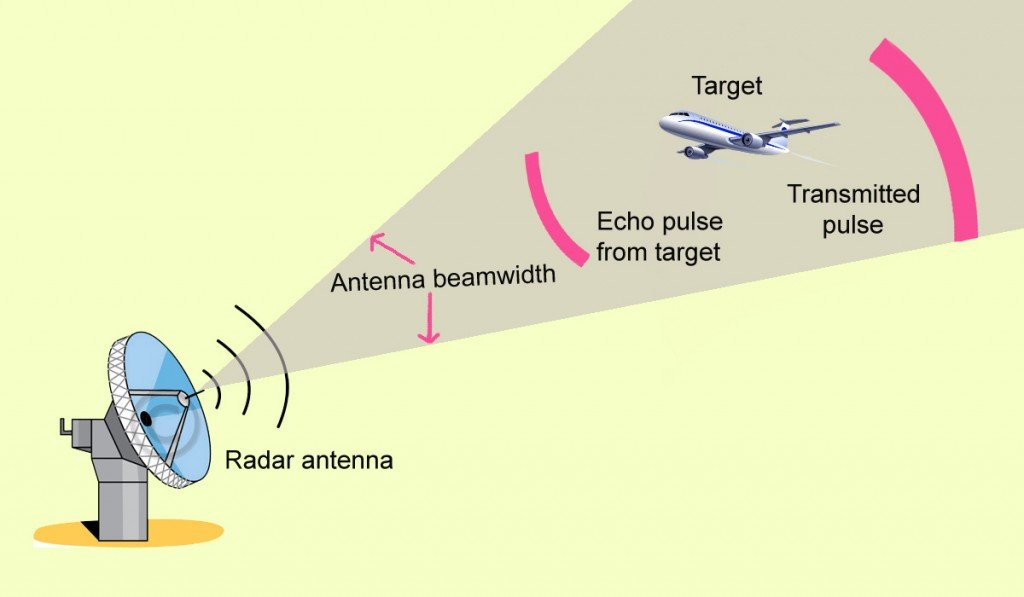 Target
Transmitted
pulse
Echo pulse
from target
Antenna beamwidth
Radar antenna